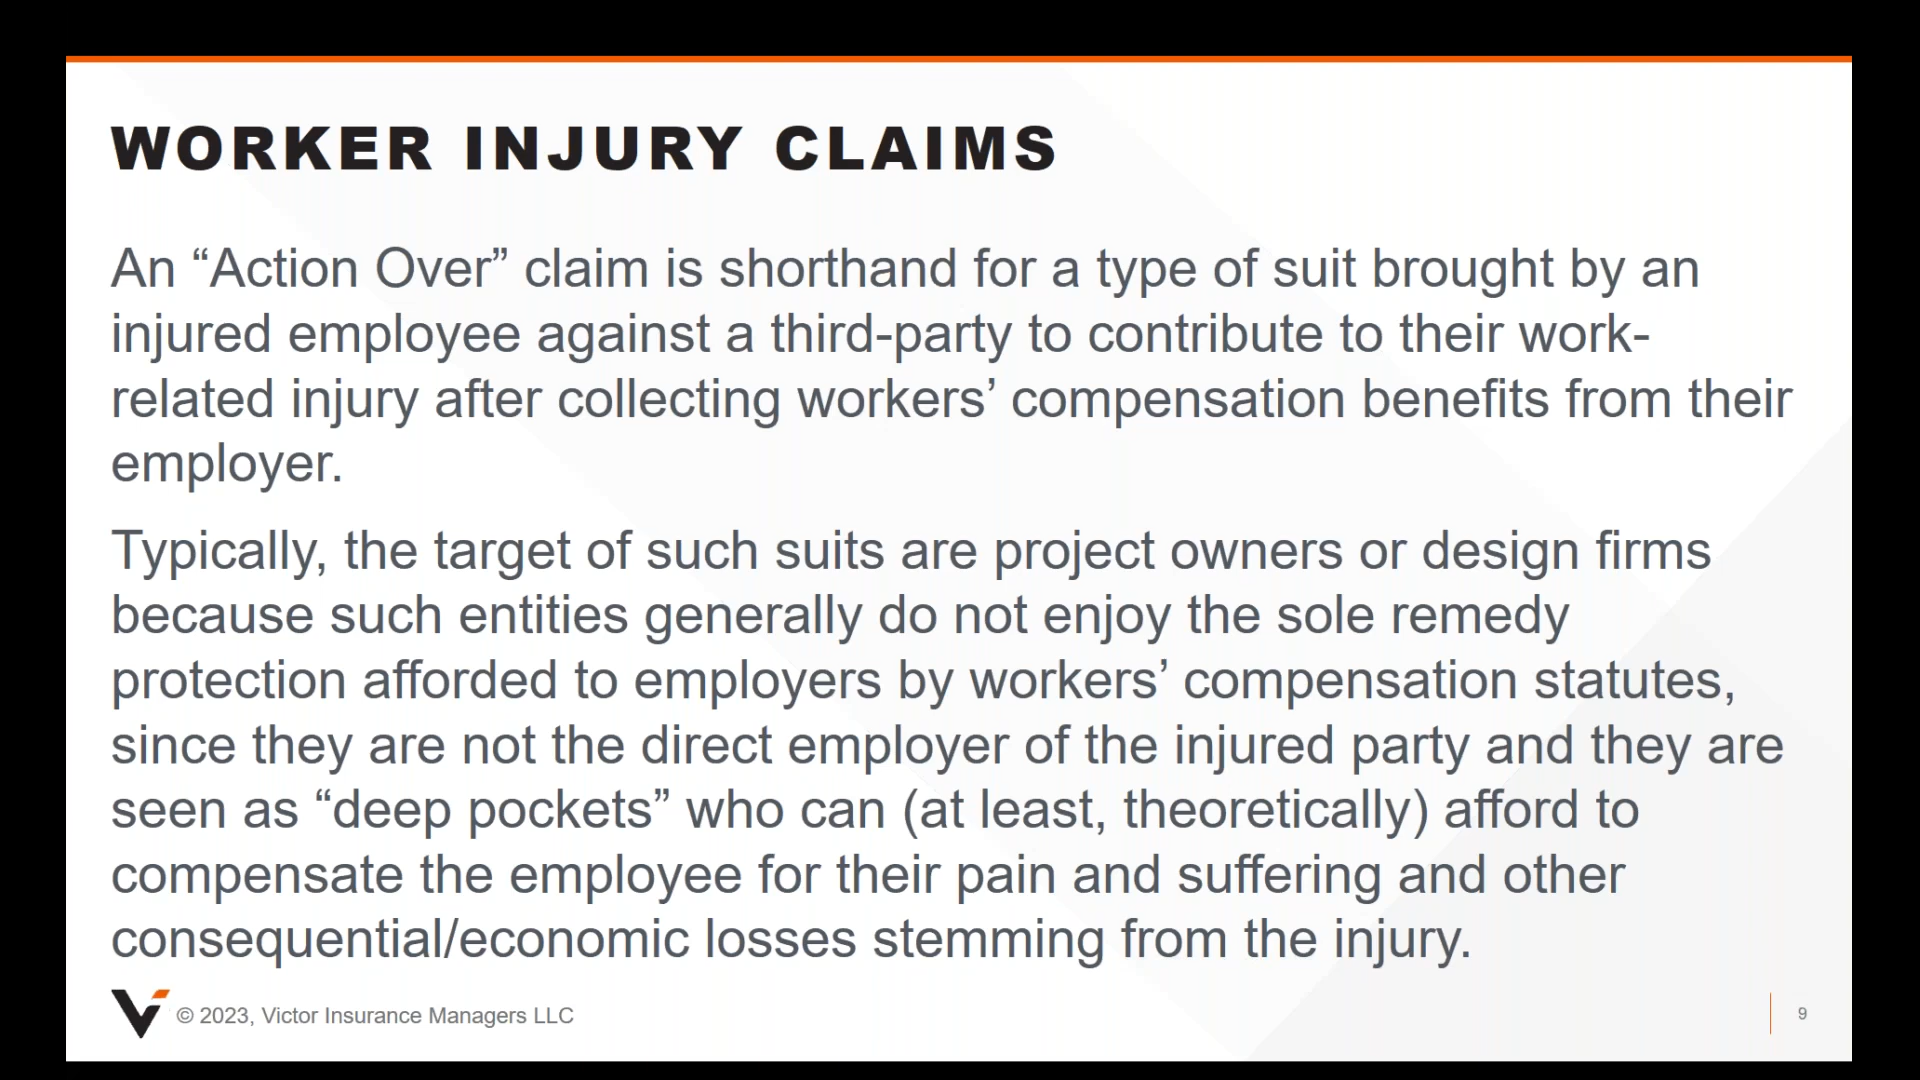 WORKER INJURY CLAIMS
An “Action Over” claim is shorthand for a type of suit brought by an
injured employee against a third-party to contribute to their work-
related injury after collecting workers’ compensation benefits from their
employer.
Typically, the target of such suits are project owners or design firms
because such entities generally do not enjoy the sole remedy
protection afforded to employers by workers’ compensation statutes,
since they are not the direct employer of the injured party and they are
seen as “deep pockets” who can (at least, theoretically) afford to
compensate the employee for their pain and suffering and other
consequential/economic losses stemming from the injury.
© 2023, Victor Insurance Managers LLC
9